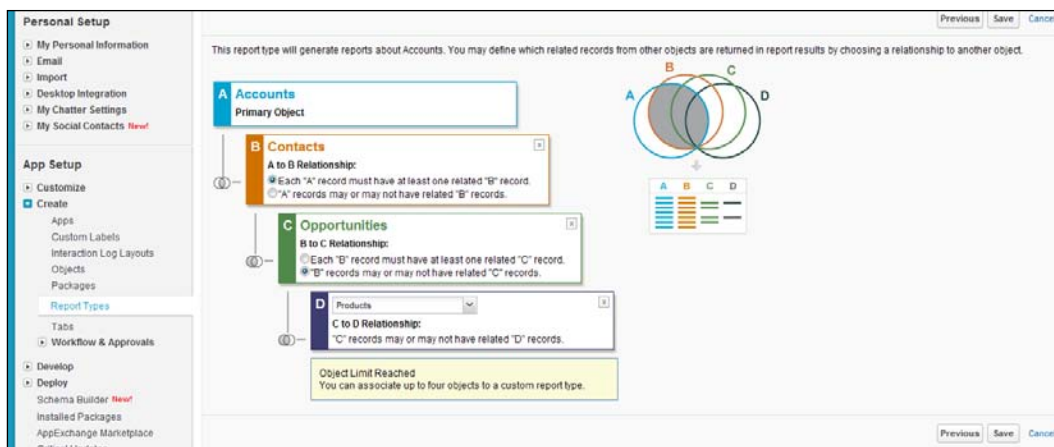 Personal Setup
My Personal Information
Email
Import
Desktop Integration
My Chatter Settings
My Social Contacts New!
App Setup
Customize
Create
Apps
Custom Labels
Interaction Log Layouts
Objects
Packages
Report Types
Tabs
Workflow & Approvals
Develop
Deploy
Schema Builder New!
Installed Packages
AppExchange Marketplace
Previous Save Cance
This report type will generate reports about Accounts. You may define which related records from other objects are returned in report results by choosing a relationship to another object.
A Accounts
Primary Object
B Contacts
A to B Relationship:
Each "A" record must have at least one related "B" record.
"A" records may or may not have related "B" records.
C Opportunities
B to C Relationship:
Each "B" record must have at least one related "C" record.
"B" records may or may not have related "C" records.
D Products
C to D Relationship:
"C" records may or may not have related "D" records.
Object Limit Reached
You can associate up to four objects to a custom report type.
A B C D
A B C D
Previous Save Cance